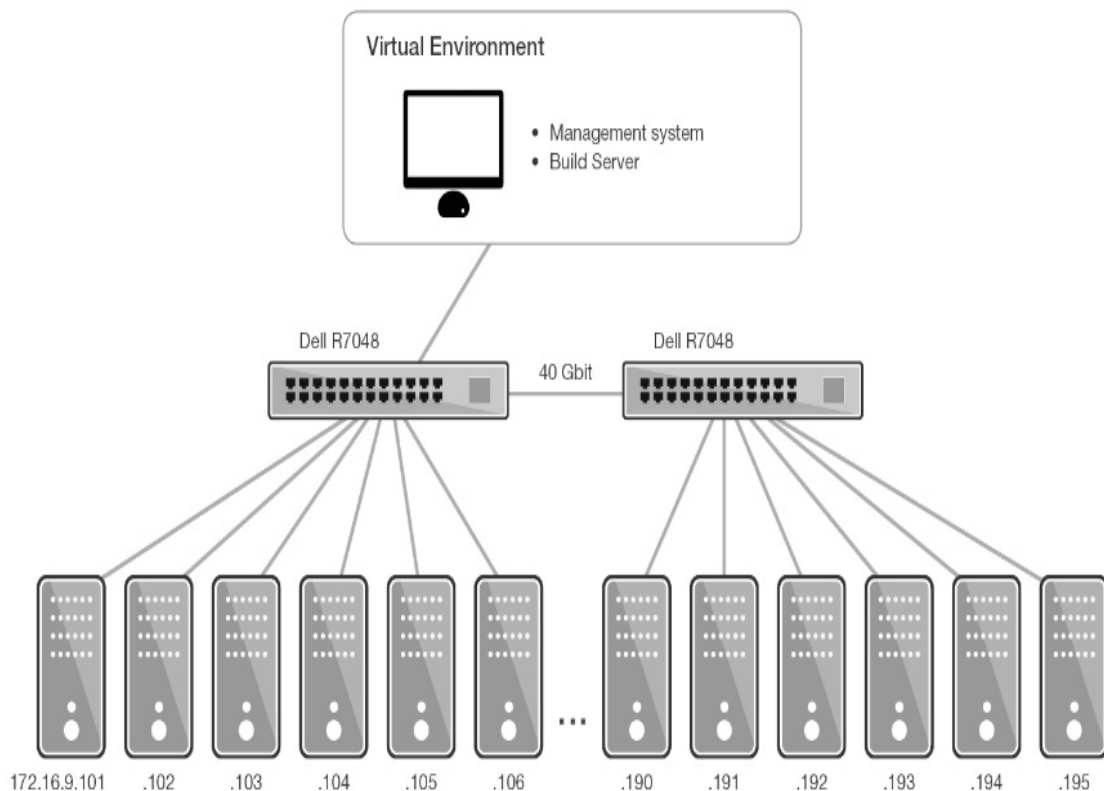 Virtual Environment
• Management system
• Build Server
Dell R7048
Dell R7048
40 Gbit
...
172.16.9.101
.102
.103
.104
.105
.106
.190
.191
.192
.193
.194
.195